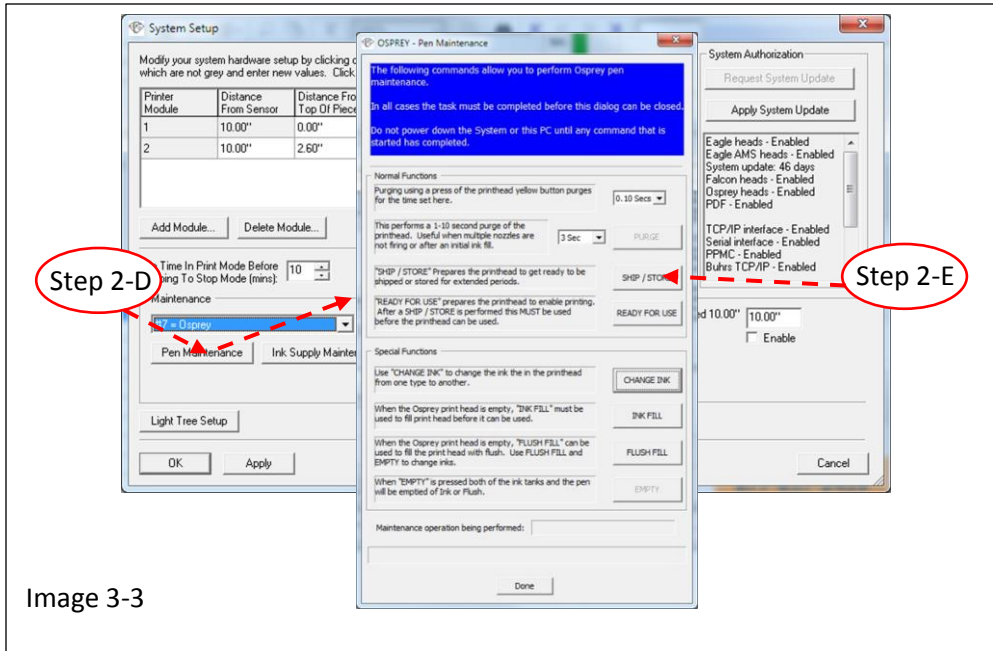 System Setup
Modify your system hardware setup by clicking
which are not grey and enter new values. Click
Printer Module
Distance From Sensor
Distance Fro
Top Of Piece
1 10.00" 0.00"
2 10.00" 2.60"
Add Module...
Delete Module...
Time In Print Mode Before
ing To Stop Mode (mins):
10
Maintenance
#7 = Osprey
Pen Maintenance
Ink Supply Mainte
Light Tree Setup
OK
Apply
OSPREY - Pen Maintenance
The following commands allow you to perform Osprey pen
maintenance.
In all cases the task must be completed before this dialog can be closed.
Do not power down the System or this PC until any command that is
started has completed.
Normal Functions
Purging using a press of the printhead yellow button purges
for the time set here.
0.10 Secs
This performs a 1-10 second purge of the
printhead. Useful when multiple nozzles are
not firing or after an initial ink fill.
3 Sec
PURGE
"SHIP / STORE" Prepares the printhead to get ready to be
shipped or stored for extended periods.
SHIP / STORE
"READY FOR USE" prepares the printhead to enable printing.
After a SHIP / STORE is performed this MUST be used
before the printhead can be used.
READY FOR USE
Special Functions
Use "CHANGE INK" to change the ink the in the printhead
from one type to another.
CHANGE INK
When the Osprey print head is empty, "INK FILL" must be
used to fill print head before it can be used.
INK FILL
When the Osprey print head is empty, "FLUSH FILL" can be
used to fill the print head with flush. Use FLUSH FILL and
EMPTY to change inks.
FLUSH FILL
When "EMPTY" is pressed both of the ink tanks and the pen
will be emptied of Ink or Flush.
EMPTY
Maintenance operation being performed:
Done
System Authorization
Request System Update
Apply System Update
Eagle heads - Enabled
Eagle AMS heads - Enabled
System update: 46 days
Falcon heads - Enabled
Osprey heads - Enabled
PDF - Enabled
TCP/IP interface - Enabled
Serial interface - Enabled
PPMC - Enabled
Buhrs TCP/IP - Enabled
ed 10.00"
10.00"
Enable
Cancel
Step 2-D
Step 2-E
Image 3-3